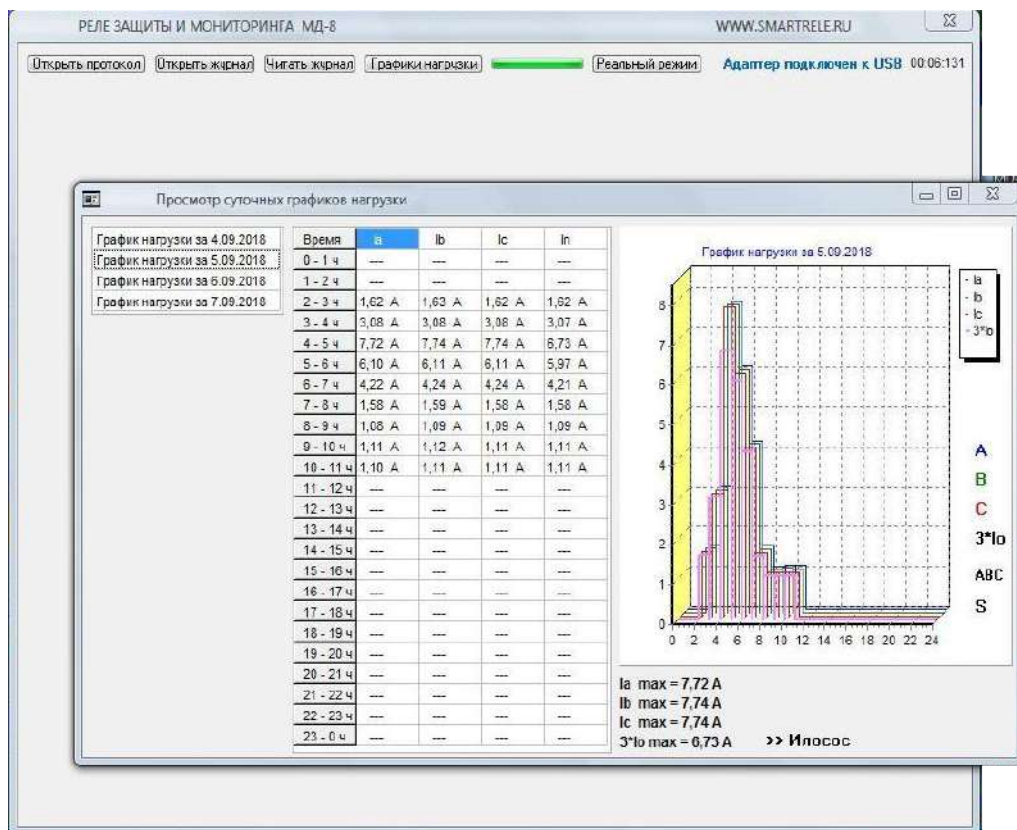 РЕЛЕ ЗАЩИТЫ И МОНИТОРИНГА МД-8 WWW.SMARTRELE.RU
Открыть протокол Открыть журнал Читать журнал Графики нагрузки Реальный режим Адаптер подключен к USB 00:06:131
Просмотр суточных графиков нагрузки
График нагрузки за 4.09.2018
График нагрузки за 5.09.2018
График нагрузки за 6.09.2018
График нагрузки за 7.09.2018
Время Ia Ib Ic In
0 - 1 ч --- --- --- ---
1 - 2 ч --- --- --- ---
2 - 3 ч 1,62 А 1,63 А 1,62 А 1,62 А
3 - 4 ч 3,08 А 3,08 А 3,08 А 3,07 А
4 - 5 ч 7,72 А 7,74 А 7,74 А 6,73 А
5 - 6 ч 6,10 А 6,11 А 6,11 А 5,97 А
6 - 7 ч 4,22 А 4,24 А 4,24 А 4,21 А
7 - 8 ч 1,58 А 1,59 А 1,58 А 1,58 А
8 - 9 ч 1,08 А 1,09 А 1,09 А 1,09 А
9 - 10 ч 1,11 А 1,12 А 1,11 А 1,11 А
10 - 11 ч 1,10 А 1,11 А 1,11 А 1,11 А
11 - 12 ч --- --- --- ---
12 - 13 ч --- --- --- ---
13 - 14 ч --- --- --- ---
14 - 15 ч --- --- --- ---
15 - 16 ч --- --- --- ---
16 - 17 ч --- --- --- ---
17 - 18 ч --- --- --- ---
18 - 19 ч --- --- --- ---
19 - 20 ч --- --- --- ---
20 - 21 ч --- --- --- ---
21 - 22 ч --- --- --- ---
22 - 23 ч --- --- --- ---
23 - 0 ч --- --- --- ---
График нагрузки за 5.09.2018
8
7
6
5
4
3
2
1
0
0 2 4 6 8 10 12 14 16 18 20 22 24
- Ia
- Ib
- Ic
- 3*Io
A
B
C
3*Io
ABC
S
Ia max = 7,72 А
Ib max = 7,74 А
Ic max = 7,74 А
3*Io max = 6,73 А >> Илосос